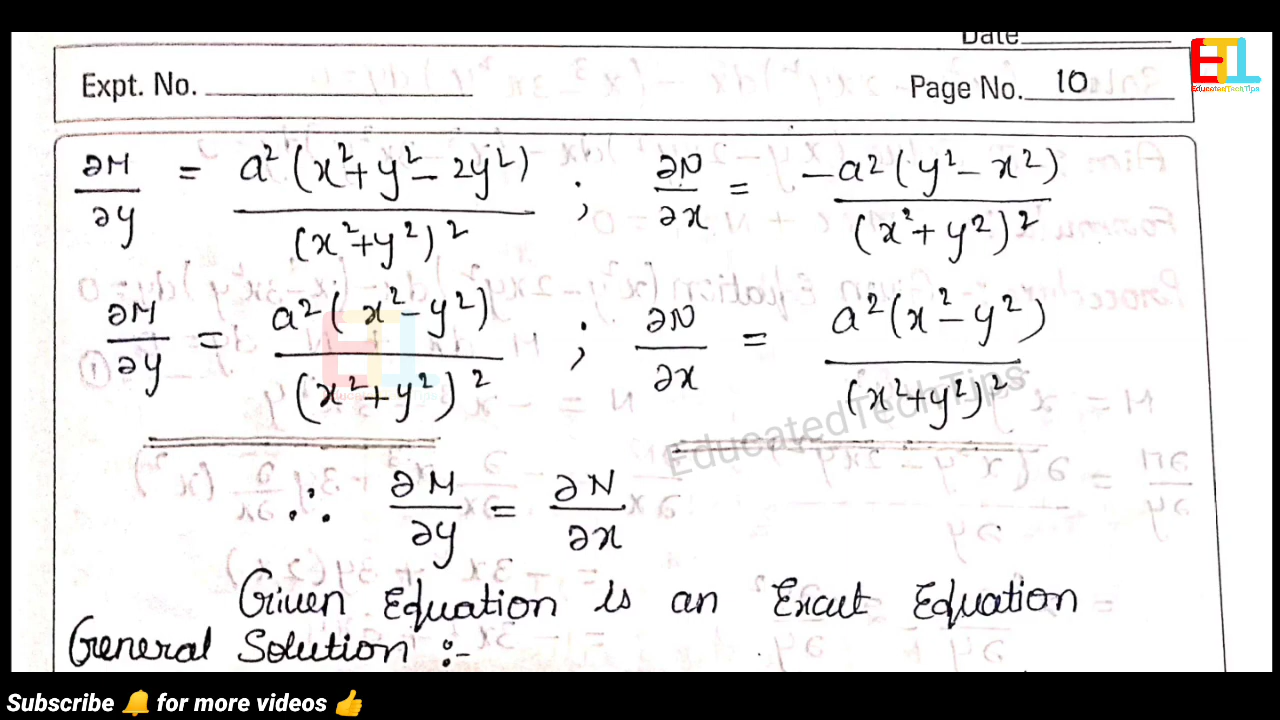 Date
Expt. No.
Page No. 10
ETL
EducatedTechTips
∂M/∂y = a²(x²+y²-2y²)/(x²+y²)² ; ∂N/∂x = -a²(y²-x²)/(x²+y²)²
∂M/∂y = a²(x²-y²)/(x²+y²)² ; ∂N/∂x = a²(x²-y²)/(x²+y²)²
EducatedTechTips
∴ ∂M/∂y = ∂N/∂x
Given Equation is an Exact Equation
General Solution :-
Subscribe 🔔 for more videos 👍